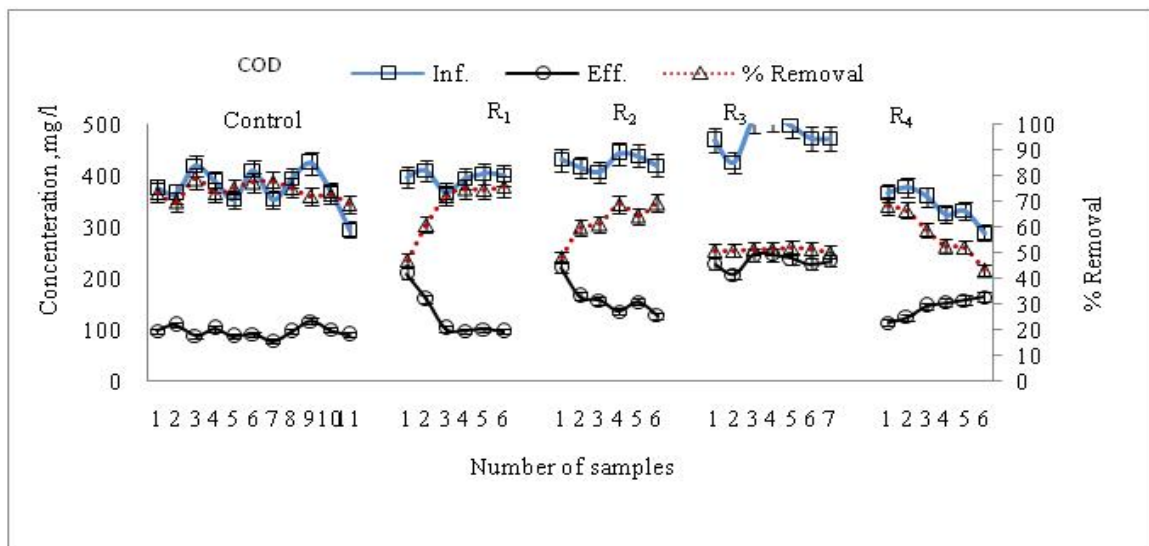 COD Inf. Eff. % Removal
Control R₁ R₂ R₃ R₄
Concenteration ,mg/l
500
400
300
200
100
0
100
90
80
70
60
50
40
30
20
10
0
% Removal
1 2 3 4 5 6 7 8 9 10 11 1 2 3 4 5 6 1 2 3 4 5 6 1 2 3 4 5 6 7 1 2 3 4 5 6
Number of samples